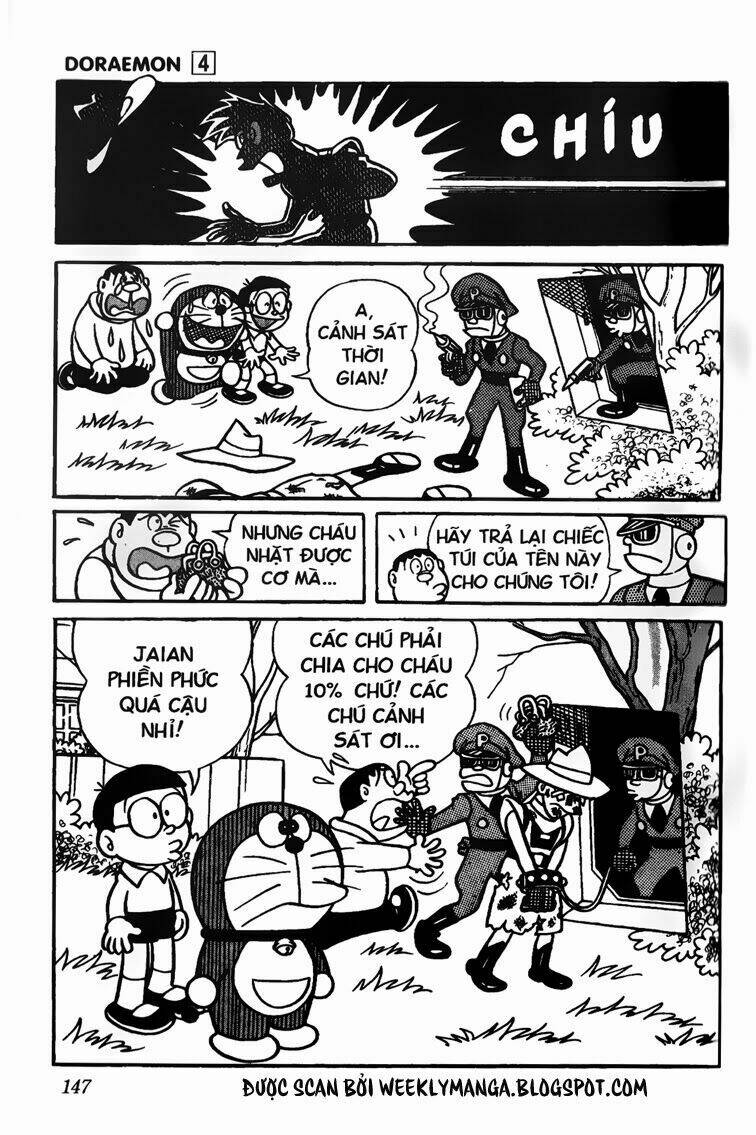 DORAEMON 4
CHÍU
A,
CẢNH SÁT
THỜI
GIAN!
P
NHƯNG CHÁU
NHẶT ĐƯỢC
CƠ MÀ...
HÃY TRẢ LẠI CHIẾC
TÚI CỦA TÊN NÀY
CHO CHÚNG TÔI!
JAIAN
PHIỀN PHỨC
QUÁ CẬU
NHỈ!
CÁC CHÚ PHẢI
CHIA CHO CHÁU
10% CHỨ! CÁC
CHÚ CẢNH
SÁT ƠI...
P
P
147
ĐƯỢC SCAN BỞI WEEKLYMANGA.BLOGSPOT.COM